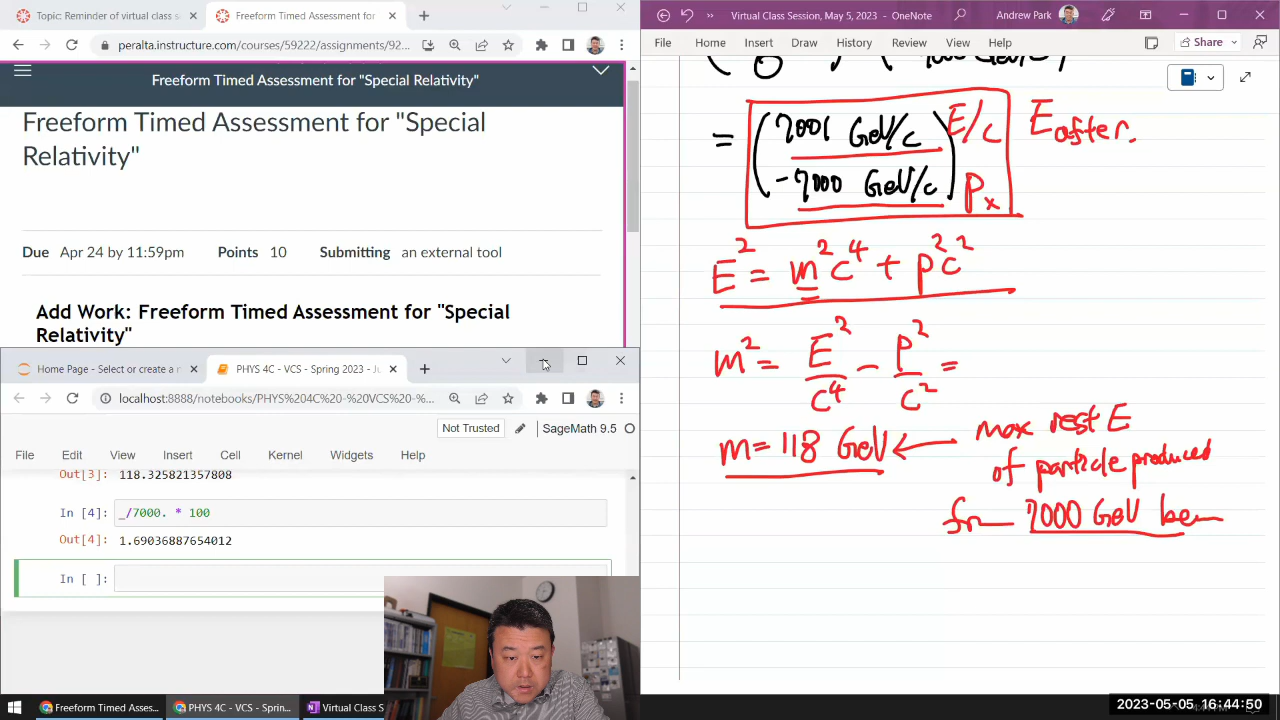 Topic: Reminder of virtual class s
Freeform Timed Assessment for
peralta.instructure.com/courses/59222/assignments/92...
Freeform Timed Assessment for "Special Relativity"
Freeform Timed Assessment for "Special
Relativity"
Due Apr 24 by 11:59pm Points 10 Submitting an external tool
Add Work: Freeform Timed Assessment for "Special
Relativity"
Home Page - Select or create a n
PHYS 4C - VCS - Spring 2023 - Ju
localhost:8888/notebooks/PHYS%204C%20-%20VCS%20-%...
Not Trusted SageMath 9.5
File Edit View Insert Cell Kernel Widgets Help
Out[3]: 118.325821357808
In [4]: _/7000. * 100
Out[4]: 1.69036887654012
In [ ]:
Virtual Class Session, May 5, 2023 - OneNote Andrew Park
File Home Insert Draw History Review View Help Share
= (7001 GeV/c) E/c E after.
(-7000 GeV/c) Px
E² = m²c⁴ + p²c²
m² = E²/c⁴ - P²/c² =
m = 118 GeV ← max rest E
of particle produced
for 7000 GeV beam
Freeform Timed Asses...
PHYS 4C - VCS - Sprin...
Virtual Class S
2023-05-05 16:44:50